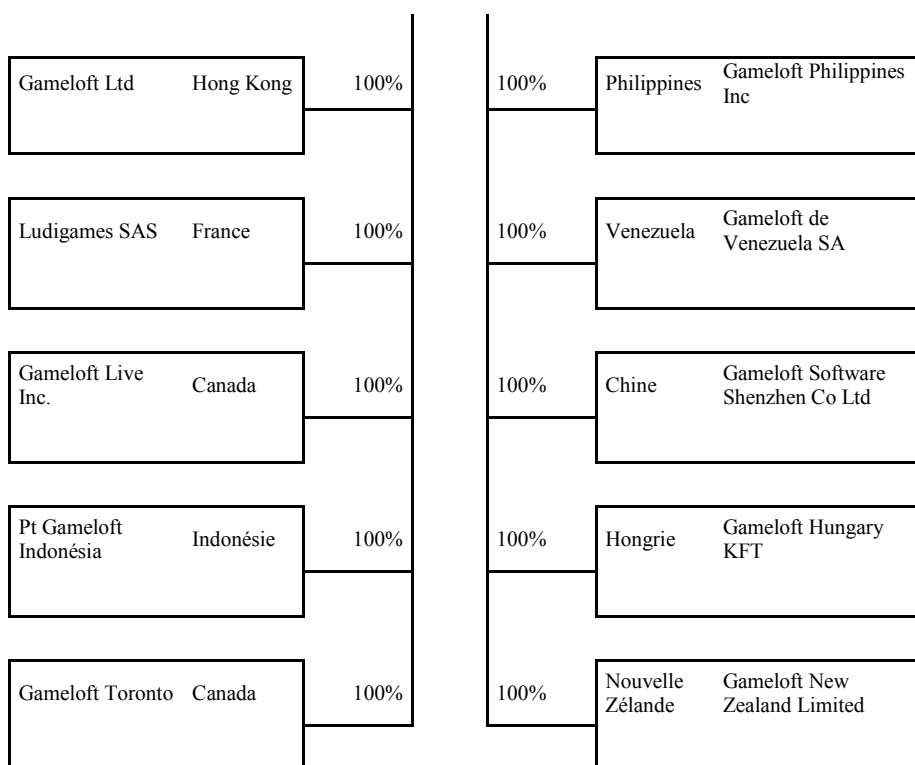 Gameloft Ltd Hong Kong 100% 100% Philippines Gameloft Philippines
Inc
Ludigames SAS France 100% 100% Venezuela Gameloft de
Venezuela SA
Gameloft Live
Inc. Canada 100% 100% Chine Gameloft Software
Shenzhen Co Ltd
Pt Gameloft
Indonésia Indonésie 100% 100% Hongrie Gameloft Hungary
KFT
Gameloft Toronto Canada 100% 100% Nouvelle
Zélande Gameloft New
Zealand Limited